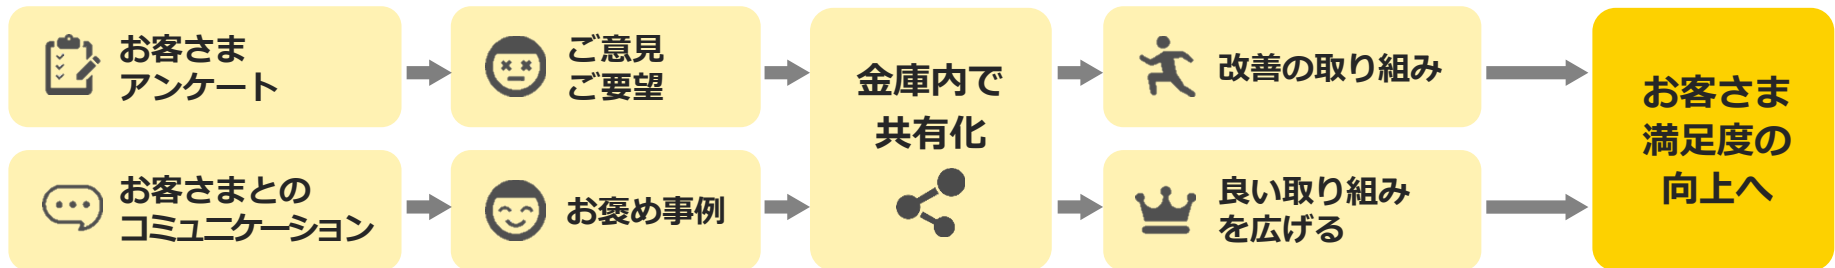 お客さま
アンケート
ご意見
ご要望
金庫内で
共有化
改善の取り組み
お客さま
満足度の
向上へ
お客さまとの
コミュニケーション
お褒め事例
良い取り組み
を広げる